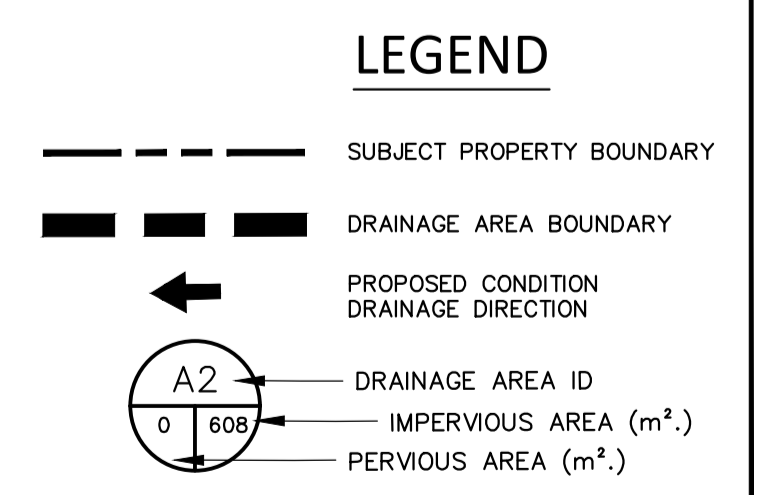 LEGEND
SUBJECT PROPERTY BOUNDARY
DRAINAGE AREA BOUNDARY
PROPOSED CONDITION
DRAINAGE DIRECTION
A2
DRAINAGE AREA ID
0 608
IMPERVIOUS AREA (m².)
PERVIOUS AREA (m².)